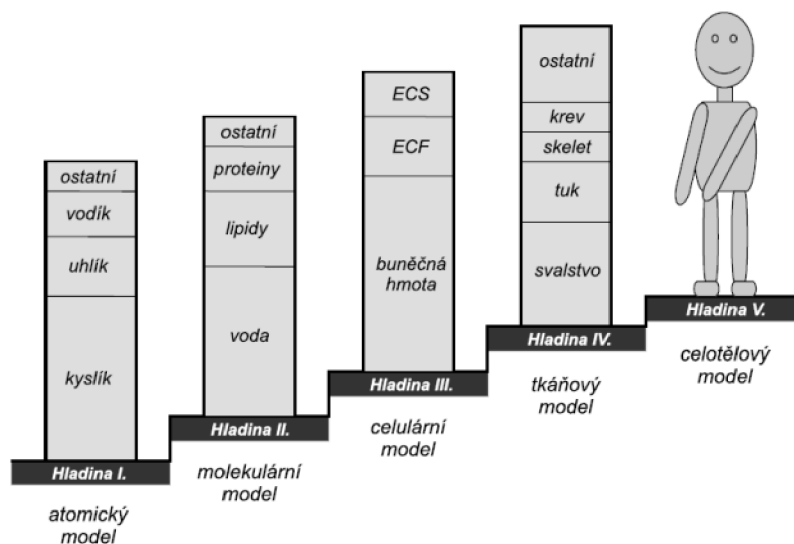 ostatní
vodík
uhlík
kyslík
Hladina I.
atomický
model
ostatní
proteiny
lipidy
voda
Hladina II.
molekulární
model
ECS
ECF
buněčná
hmota
Hladina III.
celulární
model
ostatní
krev
skelet
tuk
svalstvo
Hladina IV.
tkáňový
model
Hladina V.
celotělový
model